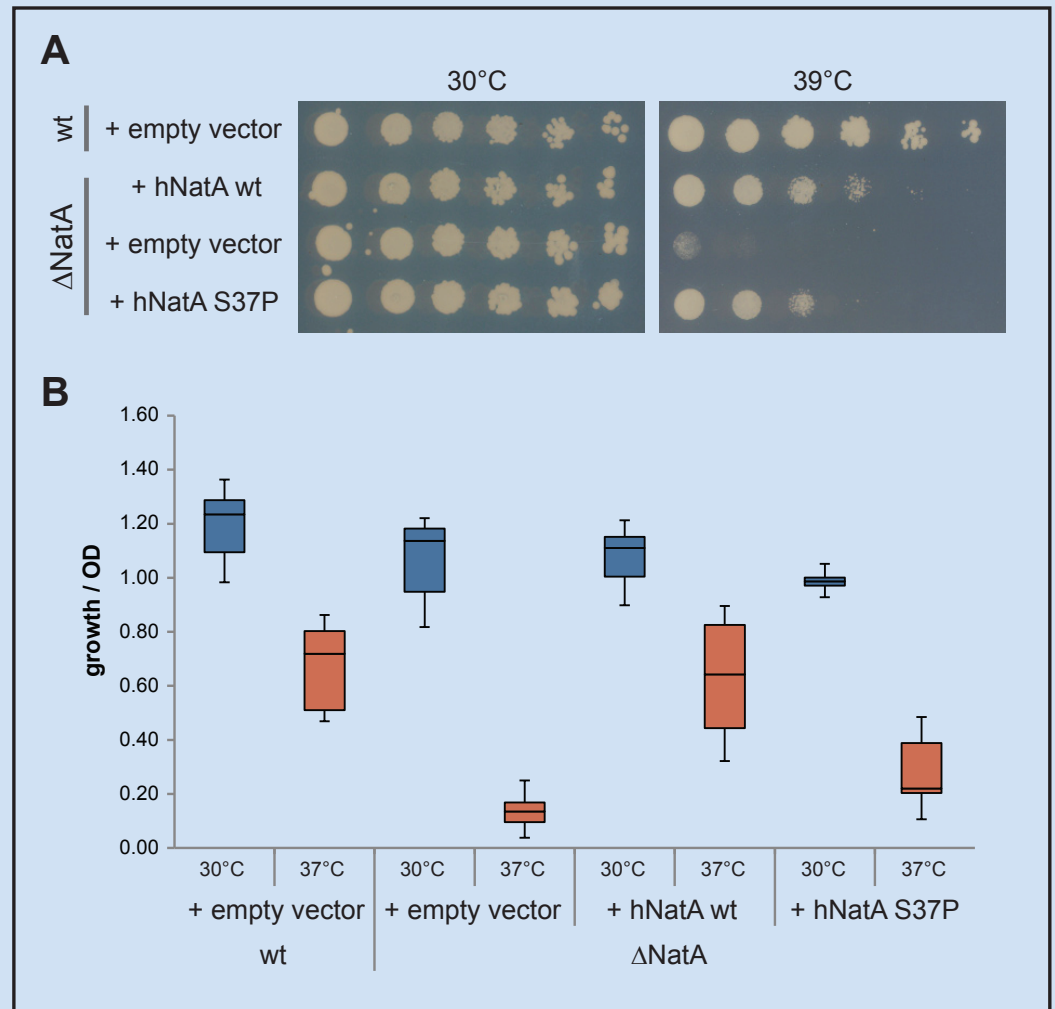 A
30°C 39°C
wt + empty vector
ΔNatA + hNatA wt
+ empty vector
+ hNatA S37P
B
growth / OD
1.60
1.40
1.20
1.00
0.80
0.60
0.40
0.20
0.00
30°C 37°C 30°C 37°C 30°C 37°C 30°C 37°C
+ empty vector + empty vector + hNatA wt + hNatA S37P
wt ΔNatA